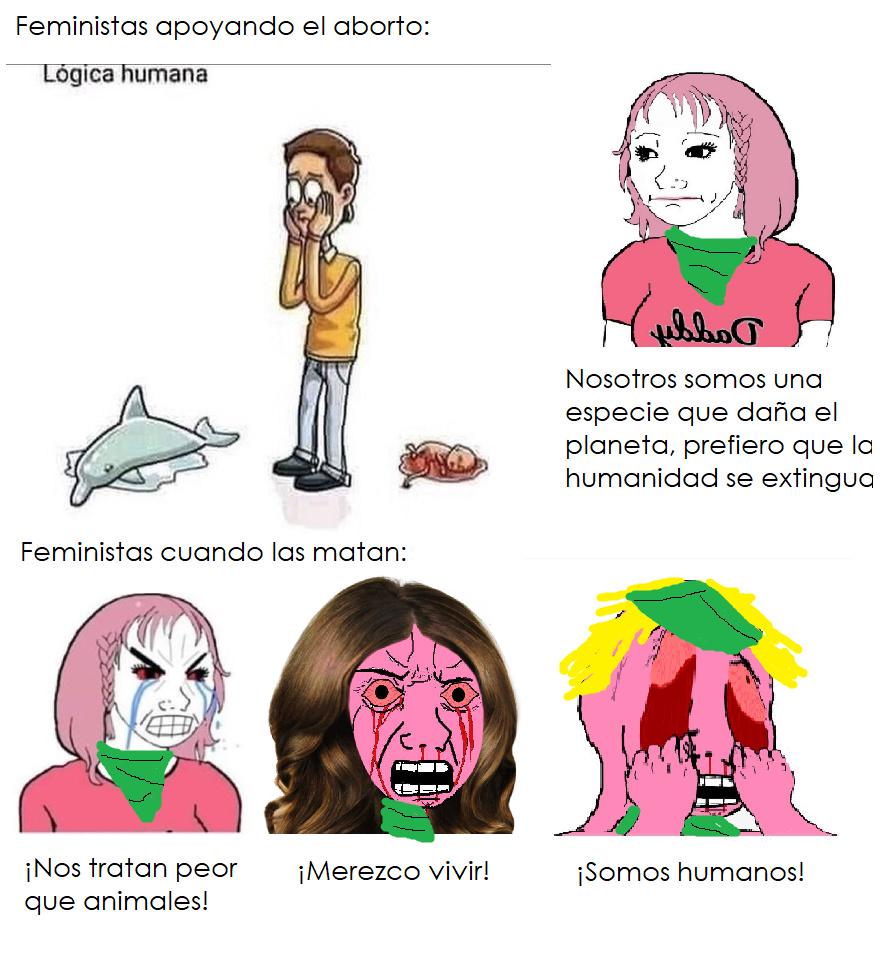 Feministas apoyando el aborto:
Lógica humana
Daddy
Nosotros somos una
especie que daña el
planeta, prefiero que la
humanidad se extingua
Feministas cuando las matan:
¡Nos tratan peor
que animales!
¡Merezco vivir!
¡Somos humanos!